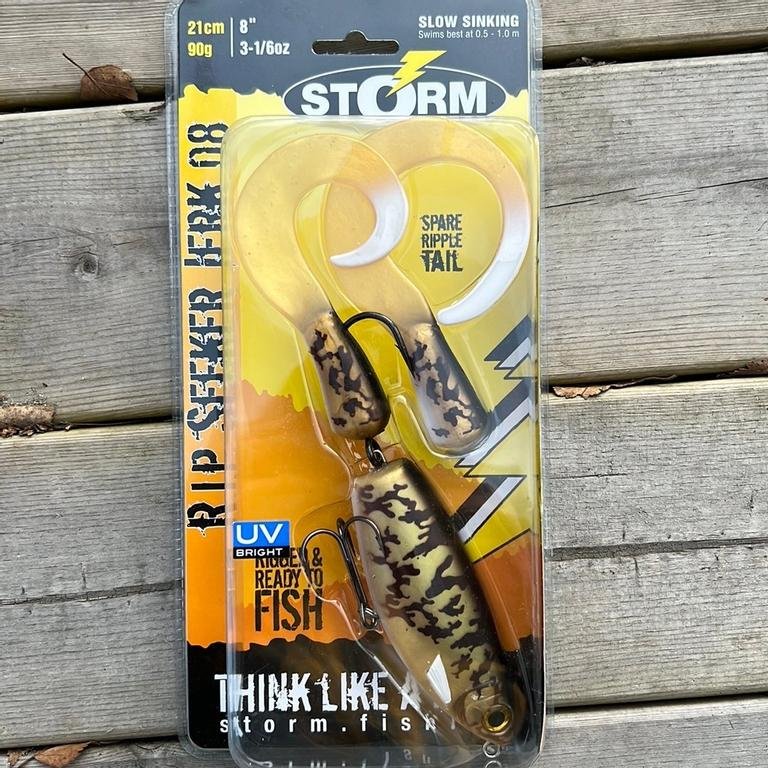 21cm
90g
8"
3-1/6oz
SLOW SINKING
Swims best at 0.5 - 1.0 m
STORM
RIP SEEKER JERK 08
SPARE
RIPPLE
TAIL
UV
BRIGHT
RIGGED &
READY TO
FISH
THINK LIKE A
storm.fishi